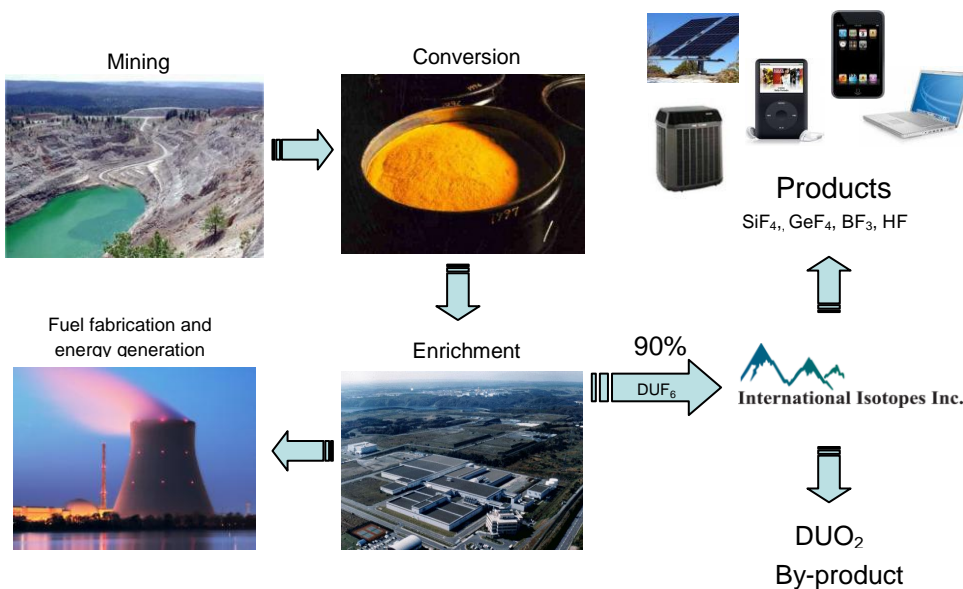 Mining
Conversion
Products
SiF₄,, GeF₄, BF₃, HF
Fuel fabrication and
energy generation
Enrichment
90%
DUF₆
International Isotopes Inc.
DUO₂
By-product